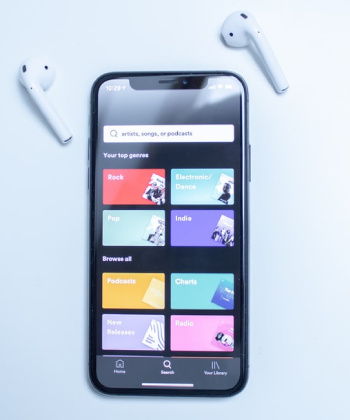 10:29
artists, songs, or podcasts
Your top genres
Rock
Electronic/
Dance
Pop
Indie
Browse all
Podcasts
Charts
New
Releases
Radio
Home
Search
Your Library